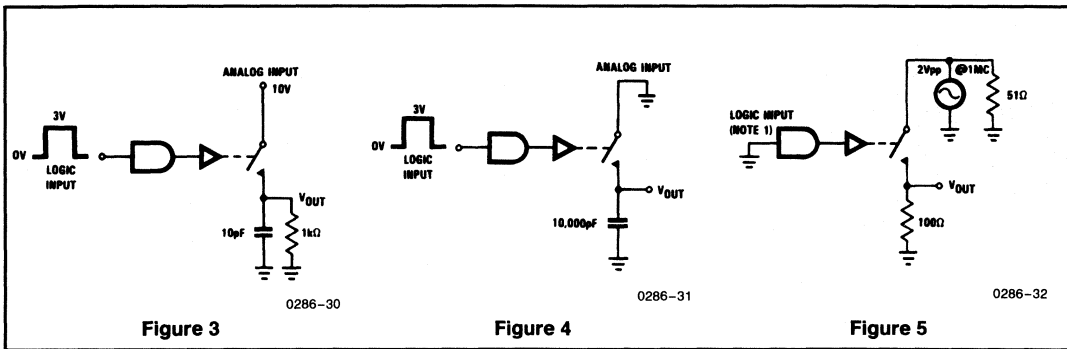 ANALOG INPUT
10V
3V
0V
LOGIC
INPUT
VOUT
10pF
1kΩ
0286-30
Figure 3
ANALOG INPUT
3V
0V
LOGIC
INPUT
VOUT
10,000pF
0286-31
Figure 4
2Vpp @1MC
51Ω
LOGIC INPUT
(NOTE 1)
VOUT
100Ω
0286-32
Figure 5